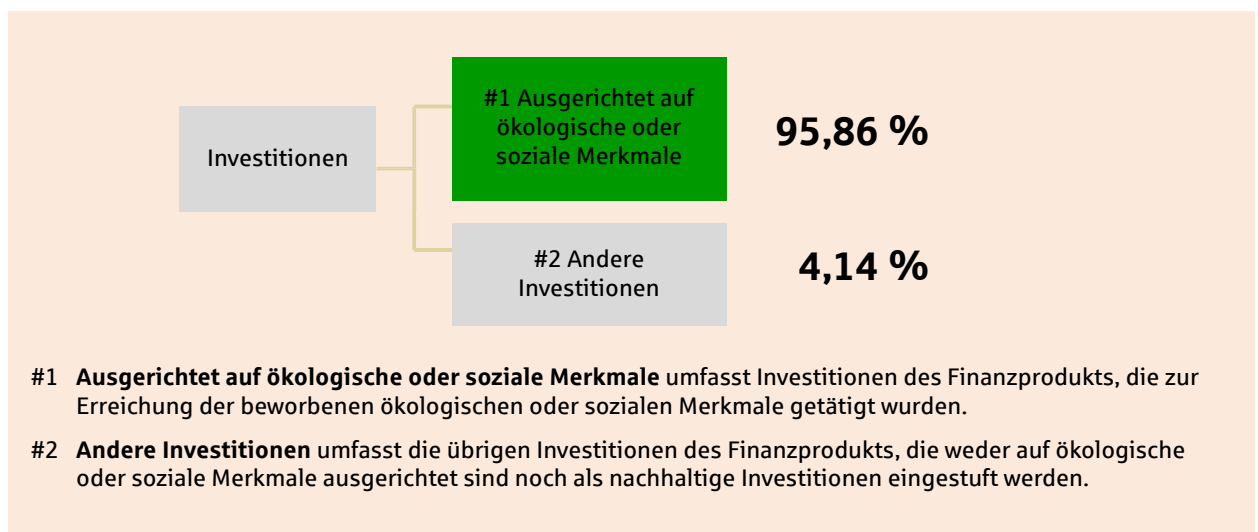 Investitionen
#1 Ausgerichtet auf
ökologische oder
soziale Merkmale
95,86 %
#2 Andere
Investitionen
4,14 %
#1 Ausgerichtet auf ökologische oder soziale Merkmale umfasst Investitionen des Finanzprodukts, die zur
Erreichung der beworbenen ökologischen oder sozialen Merkmale getätigt wurden.
#2 Andere Investitionen umfasst die übrigen Investitionen des Finanzprodukts, die weder auf ökologische
oder soziale Merkmale ausgerichtet sind noch als nachhaltige Investitionen eingestuft werden.